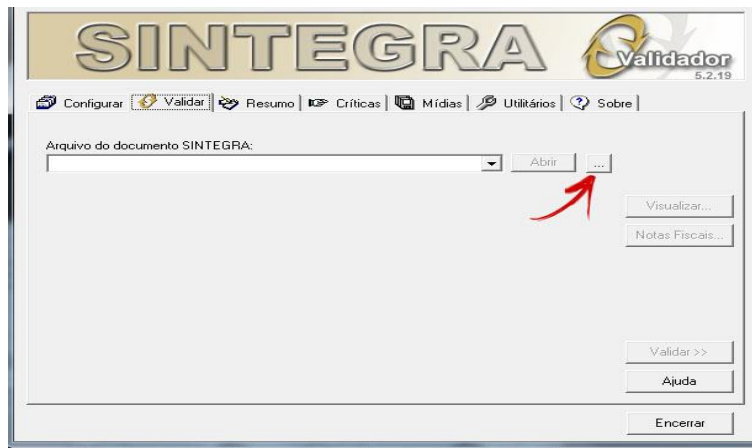 SINTEGRA
Validador
5.2.19
Configurar Validar Resumo Críticas Mídias Utilitários Sobre
Arquivo do documento SINTEGRA:
Abrir ...
Visualizar...
Notas Fiscais...
Validar >>
Ajuda
Encerrar